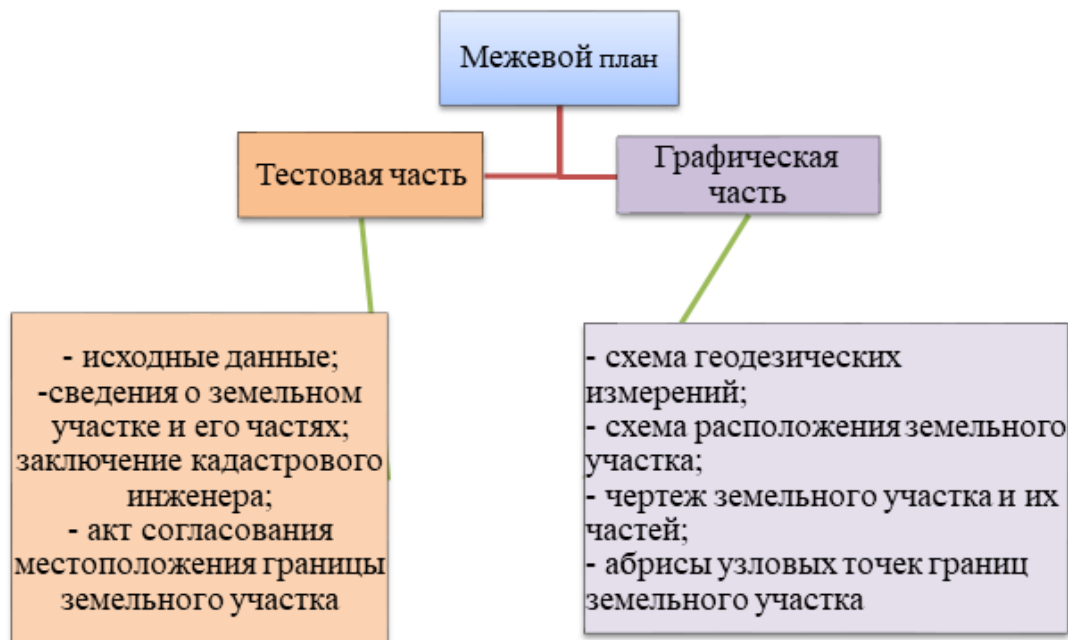 Межевой план
Тестовая часть
Графическая
часть
- исходные данные;
-сведения о земельном
участке и его частях;
заключение кадастрового
инженера;
- акт согласования
местоположения границы
земельного участка
- схема геодезических
измерений;
- схема расположения земельного
участка;
- чертеж земельного участка и их
частей;
- абрисы узловых точек границ
земельного участка